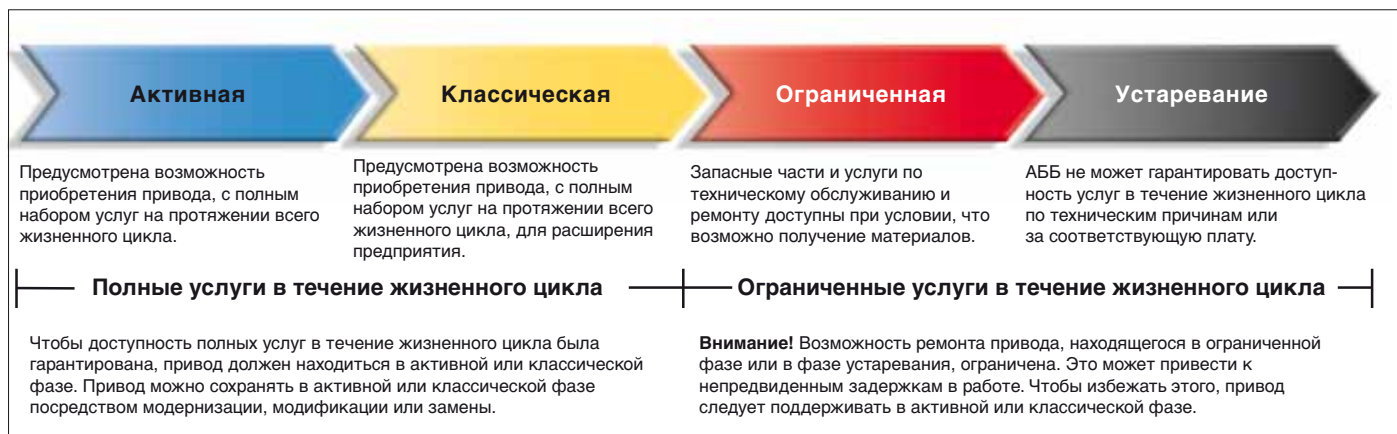 Активная
Классическая
Ограниченная
Устаревание
Предусмотрена возможность
приобретения привода, с полным
набором услуг на протяжении всего
жизненного цикла.
Предусмотрена возможность
приобретения привода, с полным
набором услуг на протяжении всего
жизненного цикла, для расширения
предприятия.
Запасные части и услуги по
техническому обслуживанию и
ремонту доступны при условии, что
возможно получение материалов.
АББ не может гарантировать доступ-
ность услуг в течение жизненного цикла
по техническим причинам или
за соответствующую плату.
Полные услуги в течение жизненного цикла
Ограниченные услуги в течение жизненного цикла
Чтобы доступность полных услуг в течение жизненного цикла была
гарантирована, привод должен находиться в активной или классической
фазе. Привод можно сохранять в активной или классической фазе
посредством модернизации, модификации или замены.
Внимание! Возможность ремонта привода, находящегося в ограниченной
фазе или в фазе устаревания, ограничена. Это может привести к
непредвиденным задержкам в работе. Чтобы избежать этого, привод
следует поддерживать в активной или классической фазе.